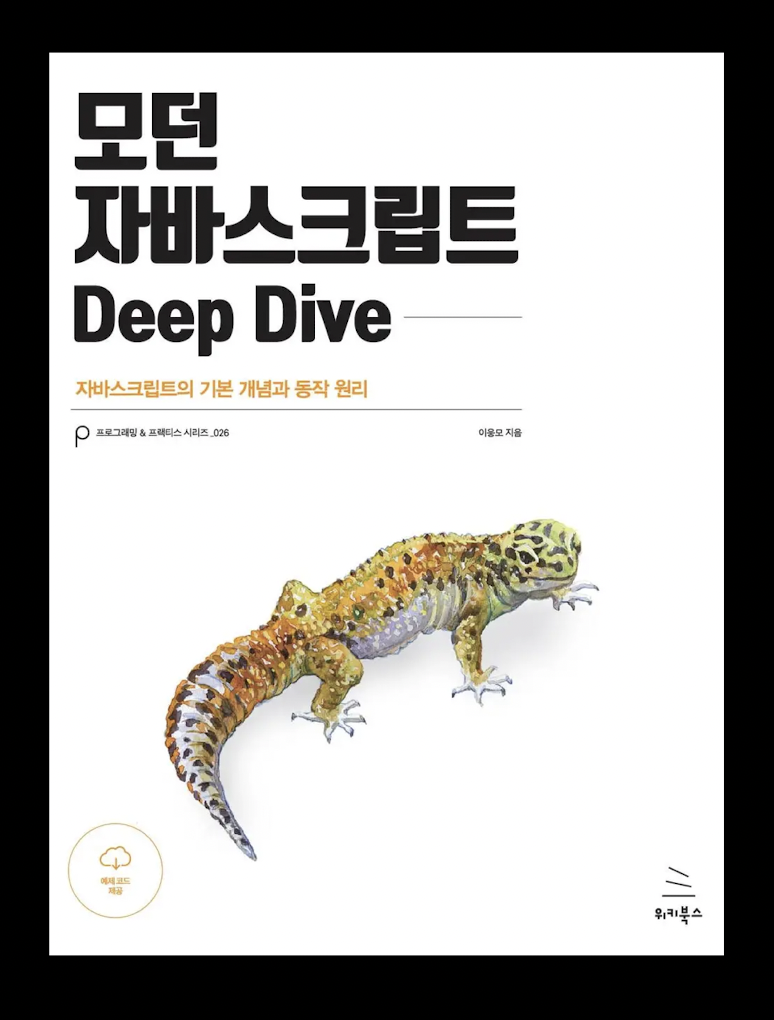 모던
자바스크립트
Deep Dive
자바스크립트의 기본 개념과 동작 원리
프로그래밍 & 프랙티스 시리즈_026
이웅모 지음
예제 코드
제공
위키북스